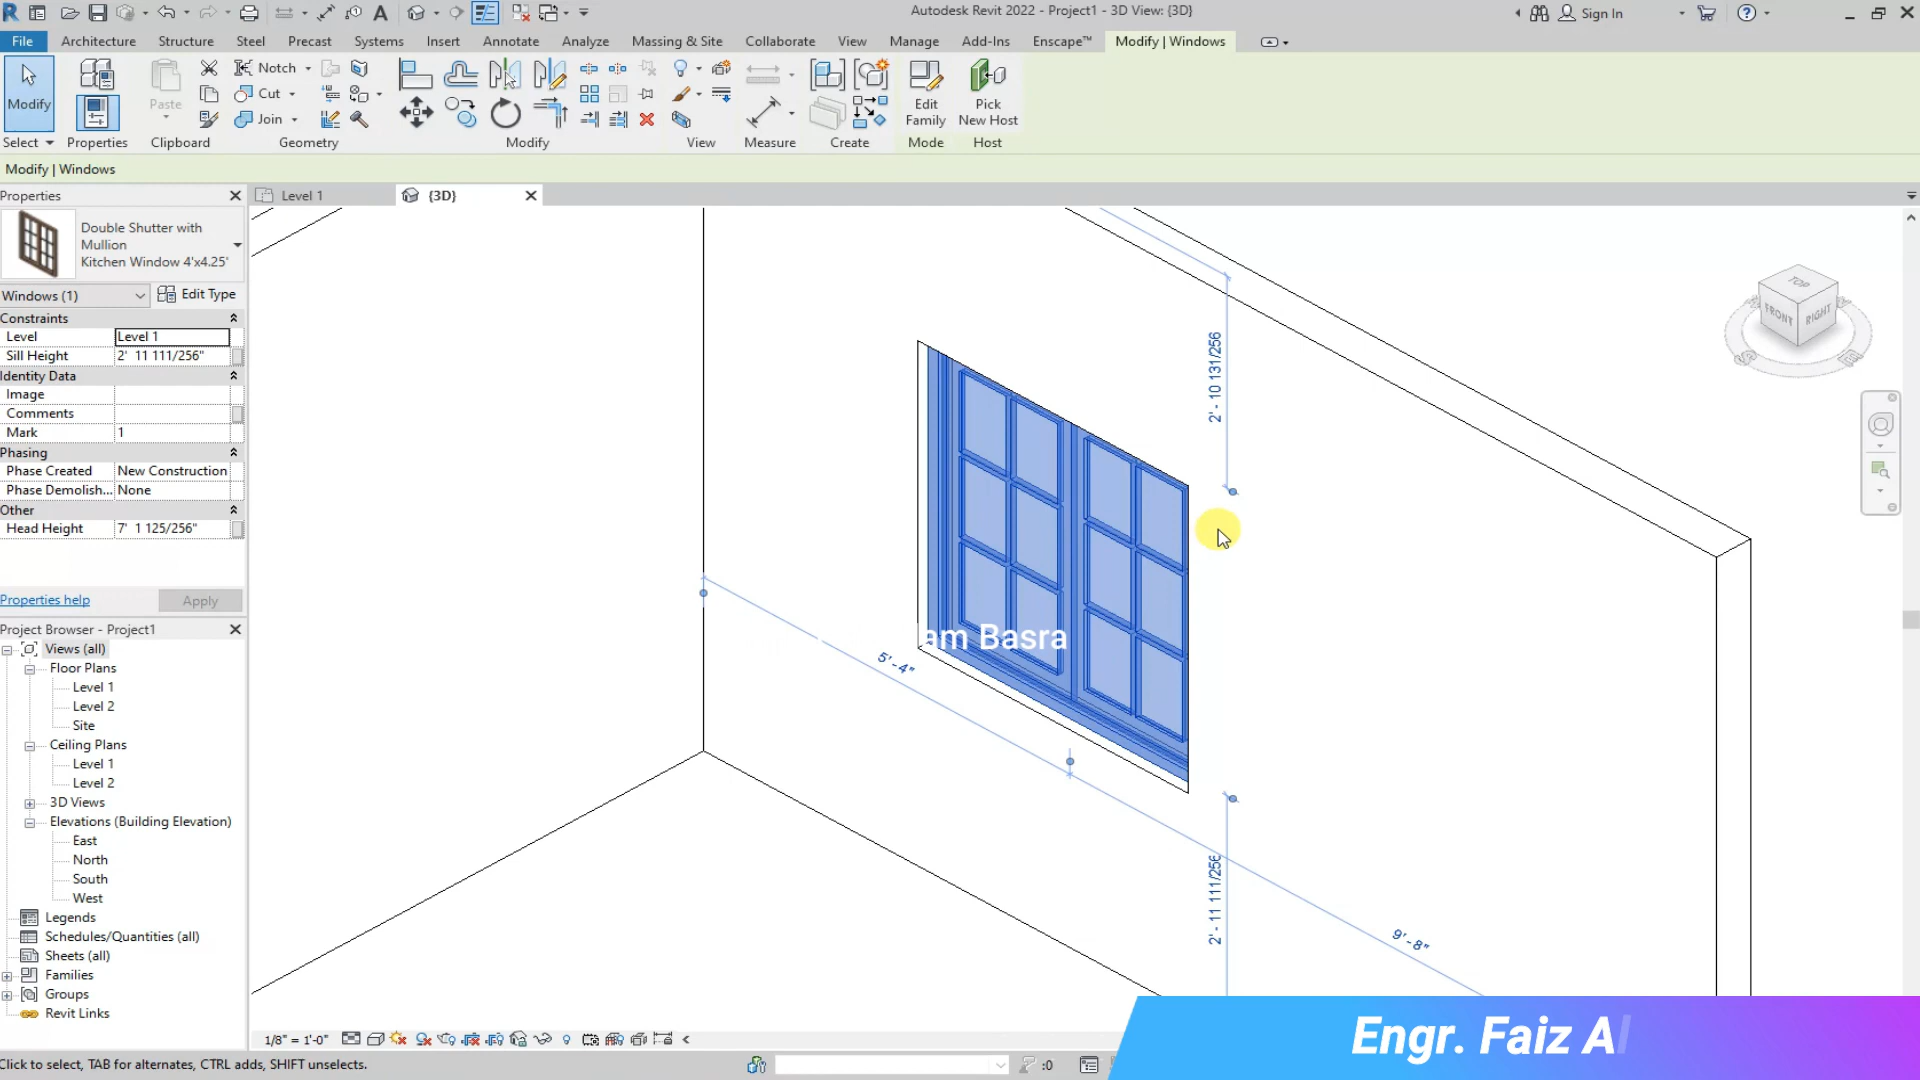 Autodesk Revit 2022 - Project1 - 3D View: {3D}
Sign In
File
Architecture
Structure
Steel
Precast
Systems
Insert
Annotate
Analyze
Massing & Site
Collaborate
View
Manage
Add-Ins
Enscape™
Modify | Windows
Modify
Paste
Notch
Cut
Join
Edit
Family
Pick
New Host
Select
Properties
Clipboard
Geometry
Modify
View
Measure
Create
Mode
Host
Modify | Windows
Properties
Level 1
{3D}
Double Shutter with
Mullion
Kitchen Window 4'x4.25'
Windows (1)
Edit Type
Constraints
Level
Level 1
Sill Height
2' 11 111/256"
Identity Data
Image
Comments
Mark
1
Phasing
Phase Created
New Construction
Phase Demolish...
None
Other
Head Height
7' 1 125/256"
Properties help
Apply
TOP
FRONT
RIGHT
2' - 10 131/256
5'-4"
am Basra
2' - 11 111/256
9'-8"
Project Browser - Project1
Views (all)
Floor Plans
Level 1
Level 2
Site
Ceiling Plans
Level 1
Level 2
3D Views
Elevations (Building Elevation)
East
North
South
West
Legends
Schedules/Quantities (all)
Sheets (all)
Families
Groups
Revit Links
1/8" = 1'-0"
Click to select, TAB for alternates, CTRL adds, SHIFT unselects.
:0
Engr. Faiz Al